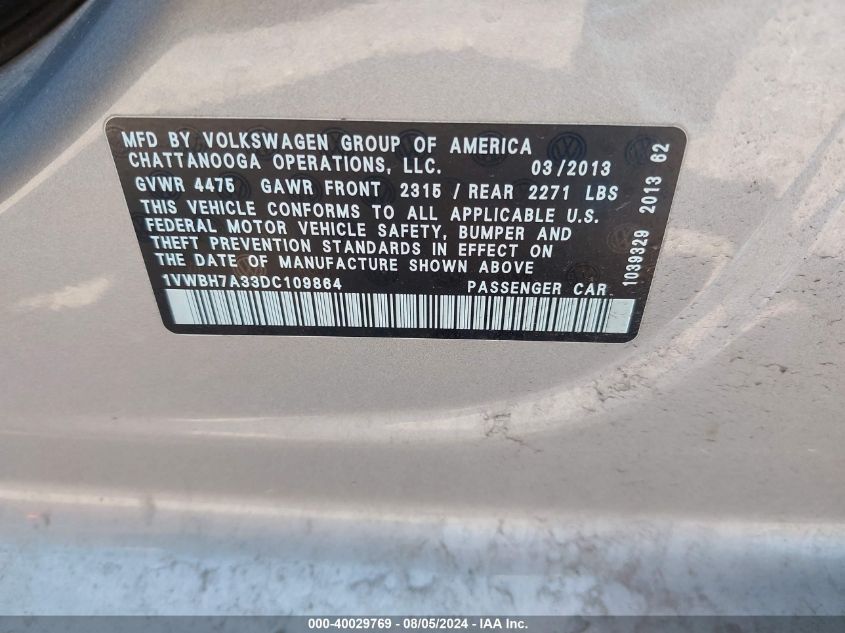 MFD BY VOLKSWAGEN GROUP OF AMERICA
CHATTANOOGA OPERATIONS, LLC. 03/2013
GVWR 4475 GAWR FRONT 2315 / REAR 2271 LBS
THIS VEHICLE CONFORMS TO ALL APPLICABLE U.S.
FEDERAL MOTOR VEHICLE SAFETY, BUMPER AND
THEFT PREVENTION STANDARDS IN EFFECT ON
THE DATE OF MANUFACTURE SHOWN ABOVE
1VWBH7A33DC109864 PASSENGER CAR
1039329 2013 62
000-40029769 - 08/05/2024 - IAA Inc.